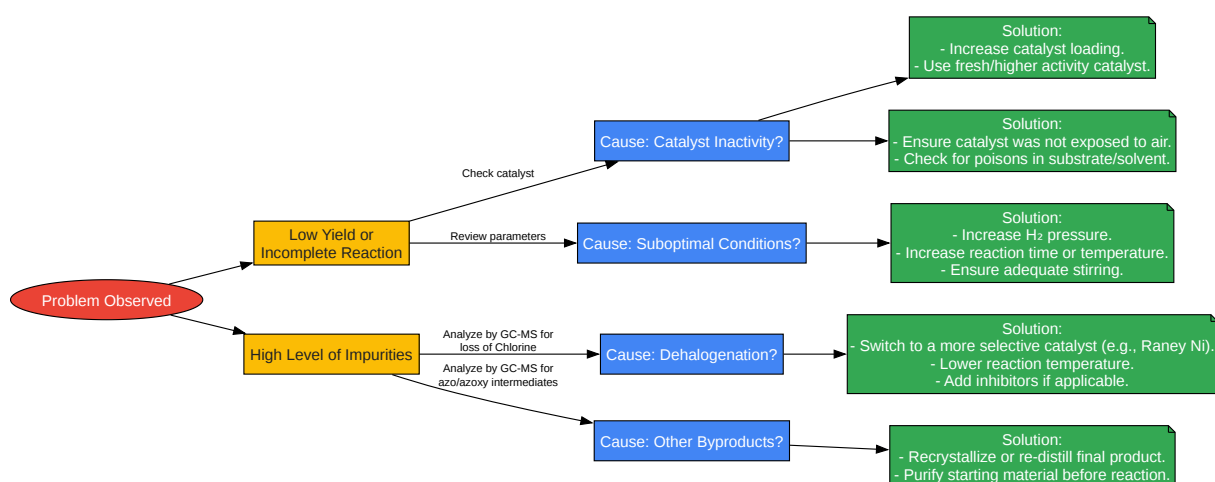 Problem Observed
Low Yield or
Incomplete Reaction
High Level of Impurities
Check catalyst
Review parameters
Analyze by GC-MS for
loss of Chlorine
Analyze by GC-MS for
azo/azoxy intermediates
Cause: Catalyst Inactivity?
Cause: Suboptimal Conditions?
Cause: Dehalogenation?
Cause: Other Byproducts?
Solution:
- Increase catalyst loading.
- Use fresh/higher activity catalyst.
Solution:
- Ensure catalyst was not exposed to air.
- Check for poisons in substrate/solvent.
Solution:
- Increase H₂ pressure.
- Increase reaction time or temperature.
- Ensure adequate stirring.
Solution:
- Switch to a more selective catalyst (e.g., Raney Ni).
- Lower reaction temperature.
- Add inhibitors if applicable.
Solution:
- Recrystallize or re-distill final product.
- Purify starting material before reaction.